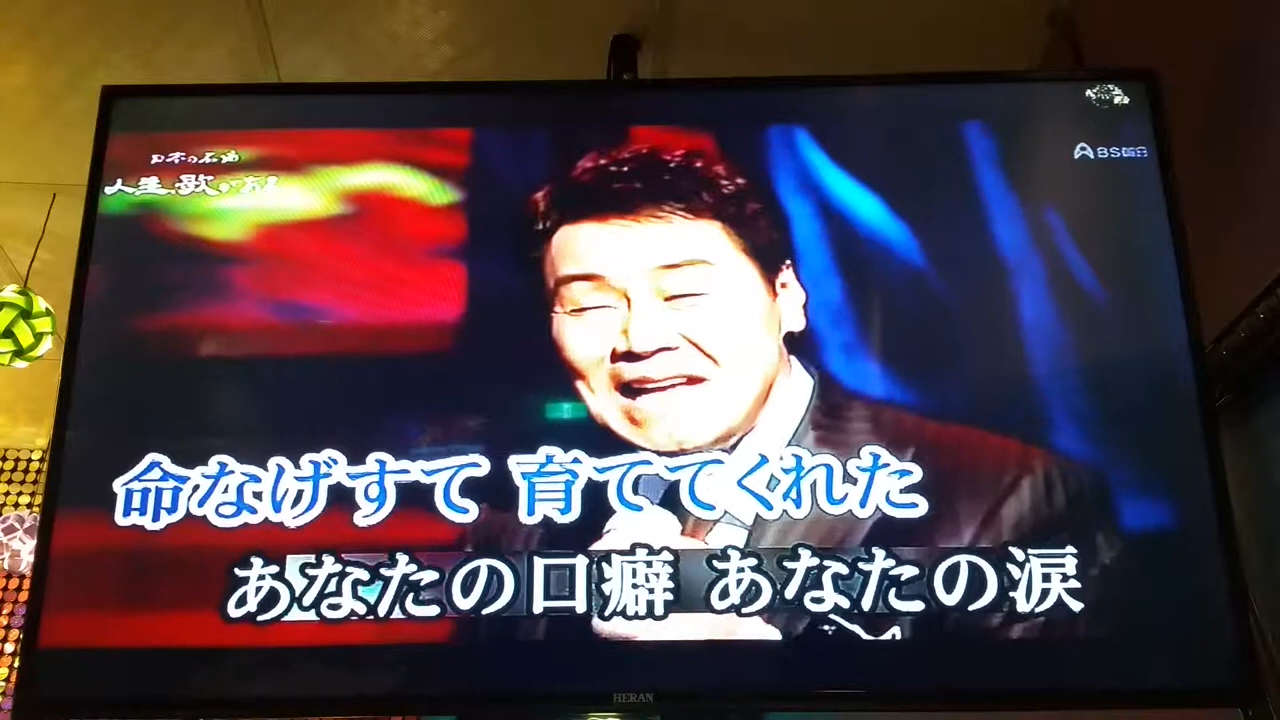 日本の名曲
人生、歌がある
BS朝日
命なげすて 育ててくれた
あなたの口癖 あなたの涙
HERAN